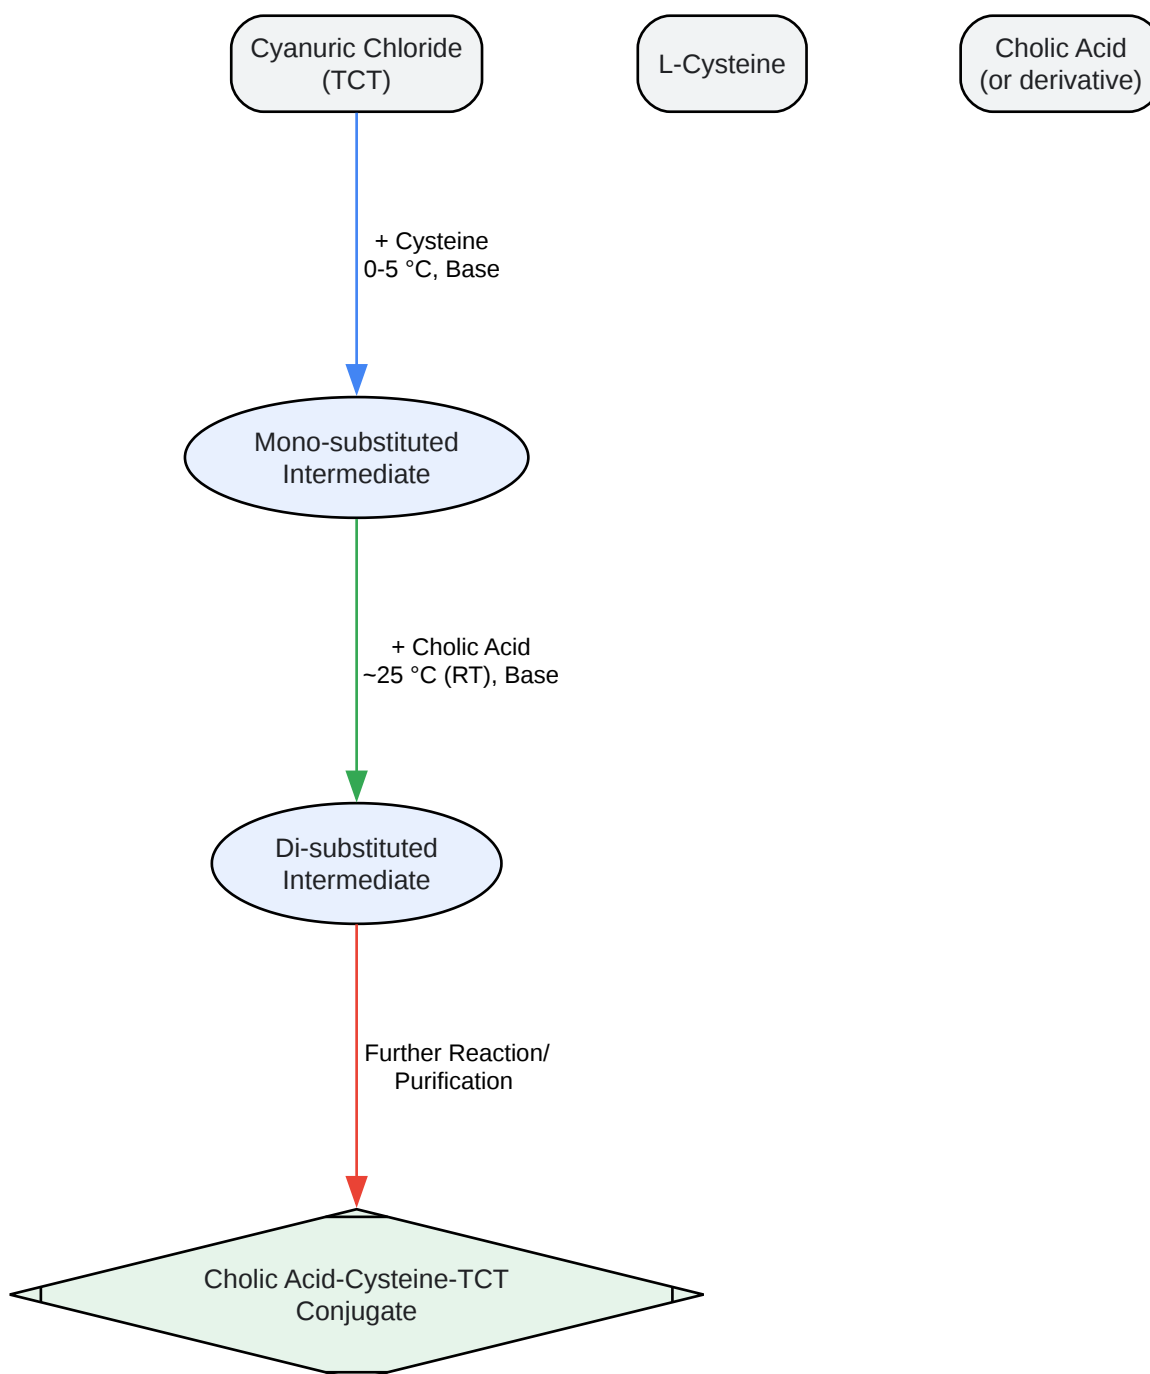 Cyanuric Chloride
(TCT)
L-Cysteine
Cholic Acid
(or derivative)
+ Cysteine
0-5 °C, Base
Mono-substituted
Intermediate
+ Cholic Acid
~25 °C (RT), Base
Di-substituted
Intermediate
Further Reaction/
Purification
Cholic Acid-Cysteine-TCT
Conjugate